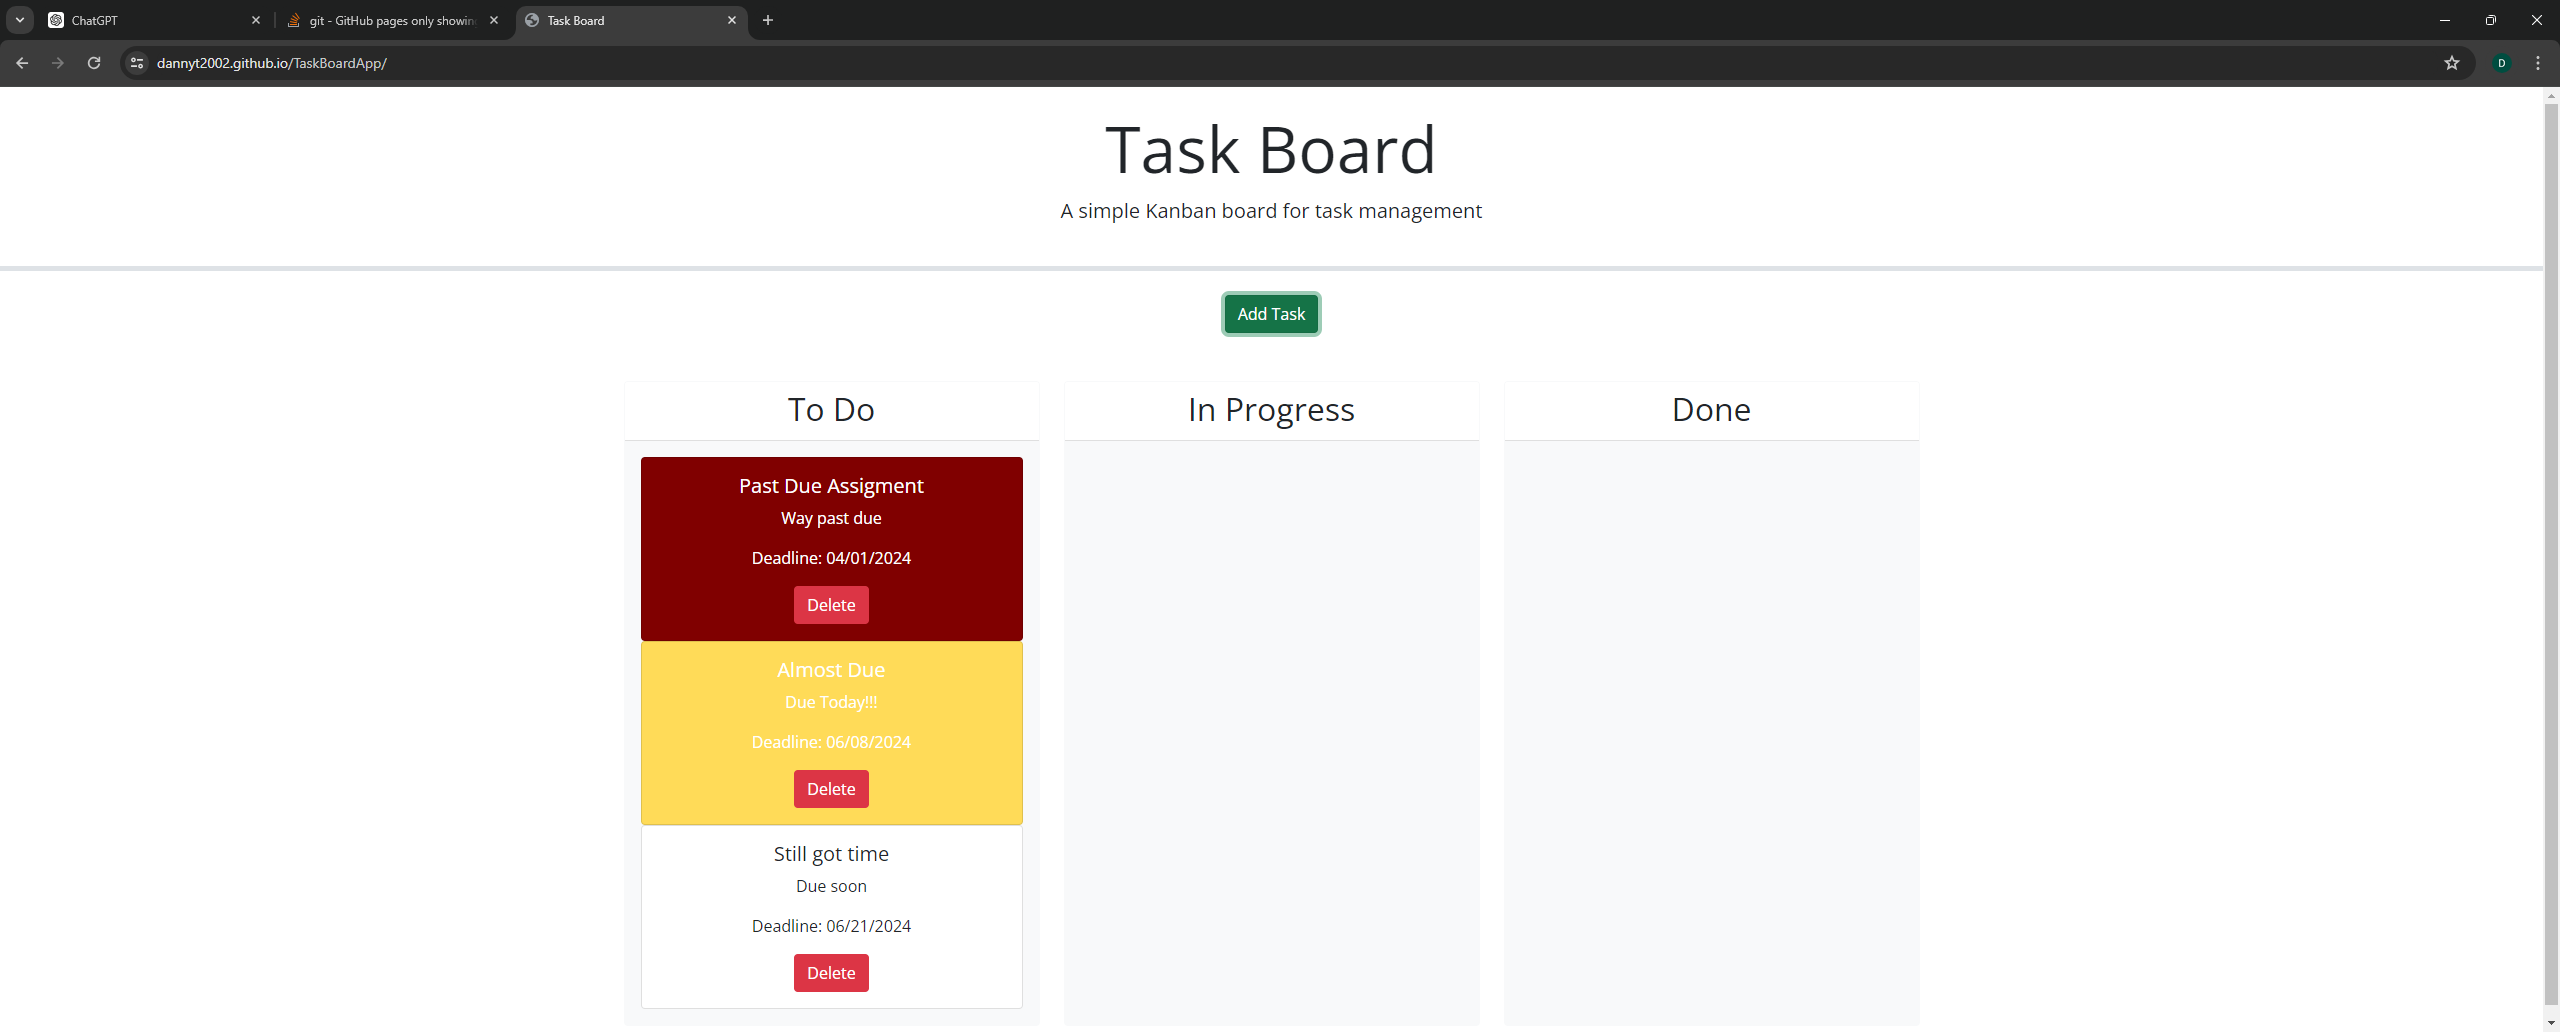 ChatGPT
git - GitHub pages only showin
Task Board
dannyt2002.github.io/TaskBoardApp/
D
Task Board
A simple Kanban board for task management
Add Task
To Do
In Progress
Done
Past Due Assigment
Way past due
Deadline: 04/01/2024
Delete
Almost Due
Due Today!!!
Deadline: 06/08/2024
Delete
Still got time
Due soon
Deadline: 06/21/2024
Delete